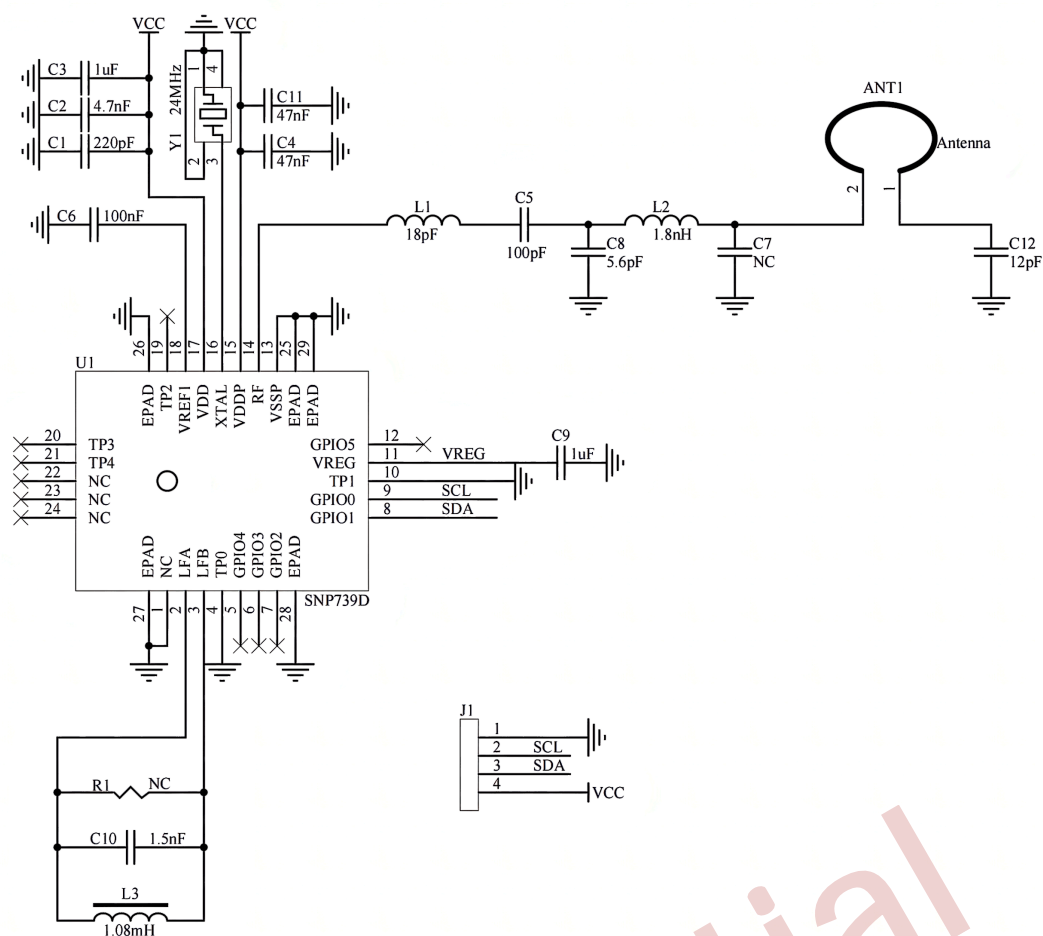 VCC
VCC
C3
1uF
C2
4.7nF
C1
220pF
24MHz
Y1
1
4
2
3
C11
47nF
C4
47nF
ANT1
Antenna
2
1
C6
100nF
L1
18pF
C5
100pF
C8
5.6pF
L2
1.8nH
C7
NC
C12
12pF
U1
26
19
18
17
16
15
14
13
25
29
EPAD
TP2
VREF1
VDD
XTAL
VDDP
RF
VSSP
EPAD
EPAD
20
TP3
21
TP4
22
NC
23
NC
24
NC
GPIO5
12
VREG
11
VREG
TP1
10
GPIO0
9
SCL
GPIO1
8
SDA
C9
1uF
EPAD
NC
LFA
LFB
TP0
GPIO4
GPIO3
GPIO2
EPAD
SNP739D
27
1
2
3
4
5
6
7
28
J1
1
2
SCL
3
SDA
4
VCC
R1
NC
C10
1.5nF
L3
1.08mH